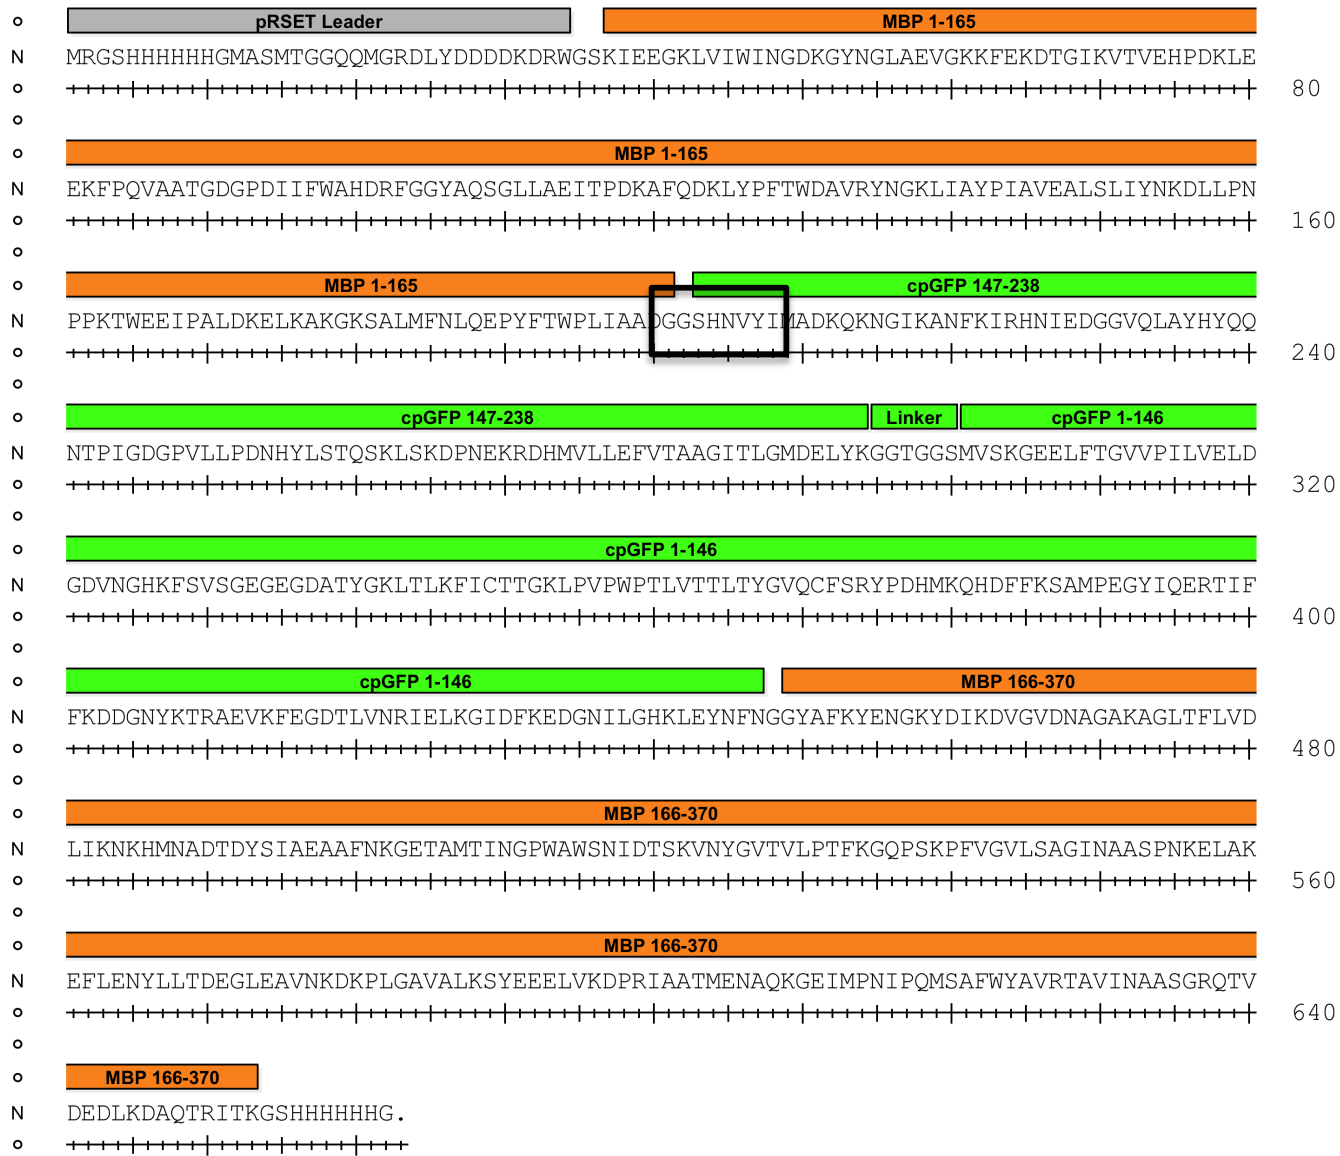 pRSET Leader MBP 1-165
N MRGSHHHHHHGMASMTGGQQMGRDLYDDDDKDRWGSKIEEGKLVIWINGDKGYNGLAEVGKKFEKDTGIKVTVEHPDKLE
80
MBP 1-165
N EKFPQVAATGDGPDIIFWAHDRFGGYAQSGLLAEITPDKAFQDKLYPFTWDAVRYNGKLIAYPIAVEALSLIYNKDLLPN
160
MBP 1-165 cpGFP 147-238
N PPKTWEEIPALDKELKAKGKSALMFNLQEPYFTWPLIAADGGSHNVYIMADKQKNGIKANFKIRHNIEDGGVQLAYHYQQ
240
cpGFP 147-238 Linker cpGFP 1-146
N NTPIGDGPVLLPDNHYLSTQSKLSKDPNEKRDHMVLLEFVTAAGITLGMDELYKGGTGGSMVSKGEELFTGVVPILVELD
320
cpGFP 1-146
N GDVNGHKFSVSGEGEGDATYGKLTLKFICTTGKLPVPWPTLVTTLTYGVQCFSRYPDHMKQHDFFKSAMPEGYIQERTIF
400
cpGFP 1-146 MBP 166-370
N FKDDGNYKTRAEVKFEGDTLVNRIELKGIDFKEDGNILGHKLEYNFNGGYAFKYENGKYDIKDVGVDNAGAKAGLTFLVD
480
MBP 166-370
N LIKNKHMNADTDYSIAEAAFNKGETAMTINGPWAWSNIDTSKVNYGVTVLPTFKGQPSKPFVGVLSAGINAASPNKELAK
560
MBP 166-370
N EFLENYLLTDEGLEAVNKDKPLGAVALKSYEEELVKDPRIAATMENAQKGEIMPNIPQMSAFWYAVRTAVINAASGRQTV
640
MBP 166-370
N DEDLKDAQTRITKGSHHHHHHG.